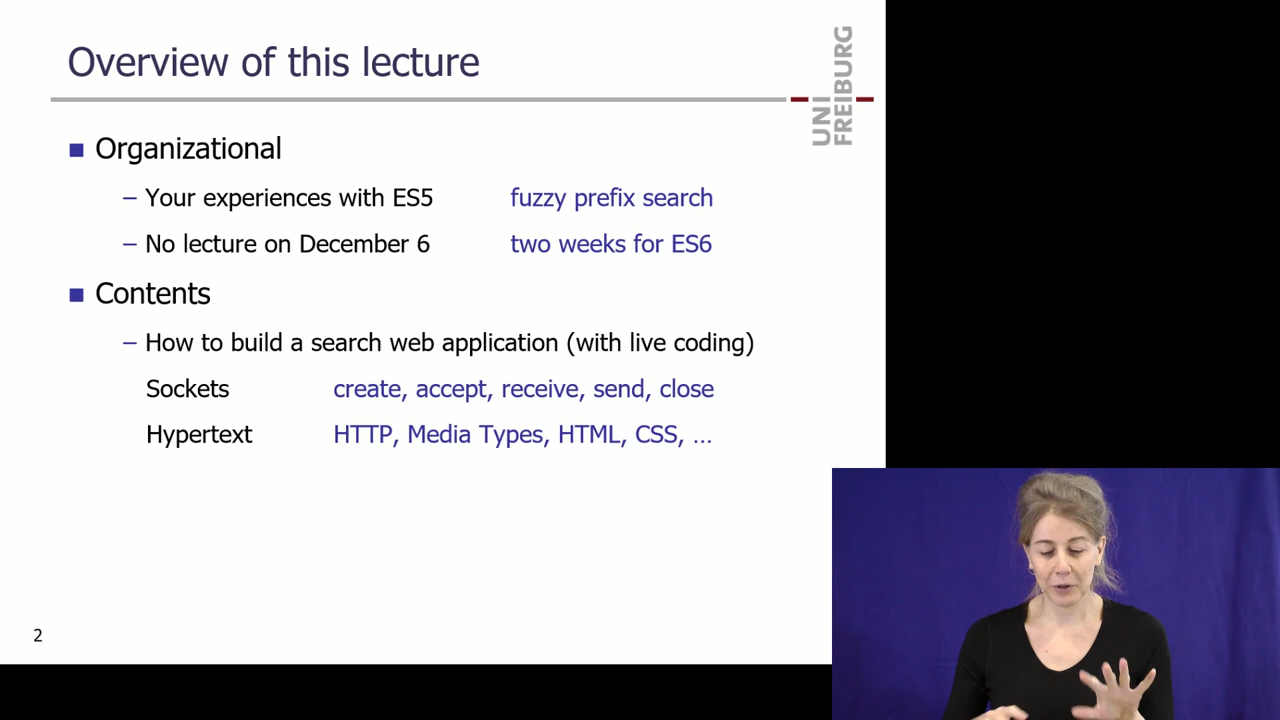 Overview of this lecture
UNI
FREIBURG
Organizational
– Your experiences with ES5 fuzzy prefix search
– No lecture on December 6 two weeks for ES6
Contents
– How to build a search web application (with live coding)
Sockets create, accept, receive, send, close
Hypertext HTTP, Media Types, HTML, CSS, ...
2